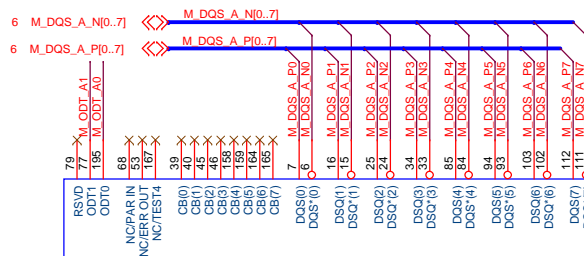 6 M_DQS_A_N[0..7] M_DQS_A_N[0..7]
6 M_DQS_A_P[0..7] M_DQS_A_P[0..7]
M_ODT_A1
M_ODT_A0
M_DQS_A_P0
M_DQS_A_N0
M_DQS_A_P1
M_DQS_A_N1
M_DQS_A_P2
M_DQS_A_N2
M_DQS_A_P3
M_DQS_A_N3
M_DQS_A_P4
M_DQS_A_N4
M_DQS_A_P5
M_DQS_A_N5
M_DQS_A_P6
M_DQS_A_N6
M_DQS_A_P7
M_DQS_A_N7
79
77
195
68
53
167
39
40
45
46
158
159
164
165
7
6
16
15
25
24
34
33
85
84
94
93
103
102
112
111
RSVD
ODT1
ODT0
NC/PAR IN
NC/ERR OUT
NC/TEST4
CB(0)
CB(1)
CB(2)
CB(3)
CB(4)
CB(5)
CB(6)
CB(7)
DQS(0)
DQS*(0)
DSQ(1)
DSQ*(1)
DSQ(2)
DSQ*(2)
DSQ(3)
DSQ*(3)
DQS(4)
DSQ*(4)
DQS(5)
DSQ*(5)
DSQ(6)
DSQ*(6)
DQS(7)